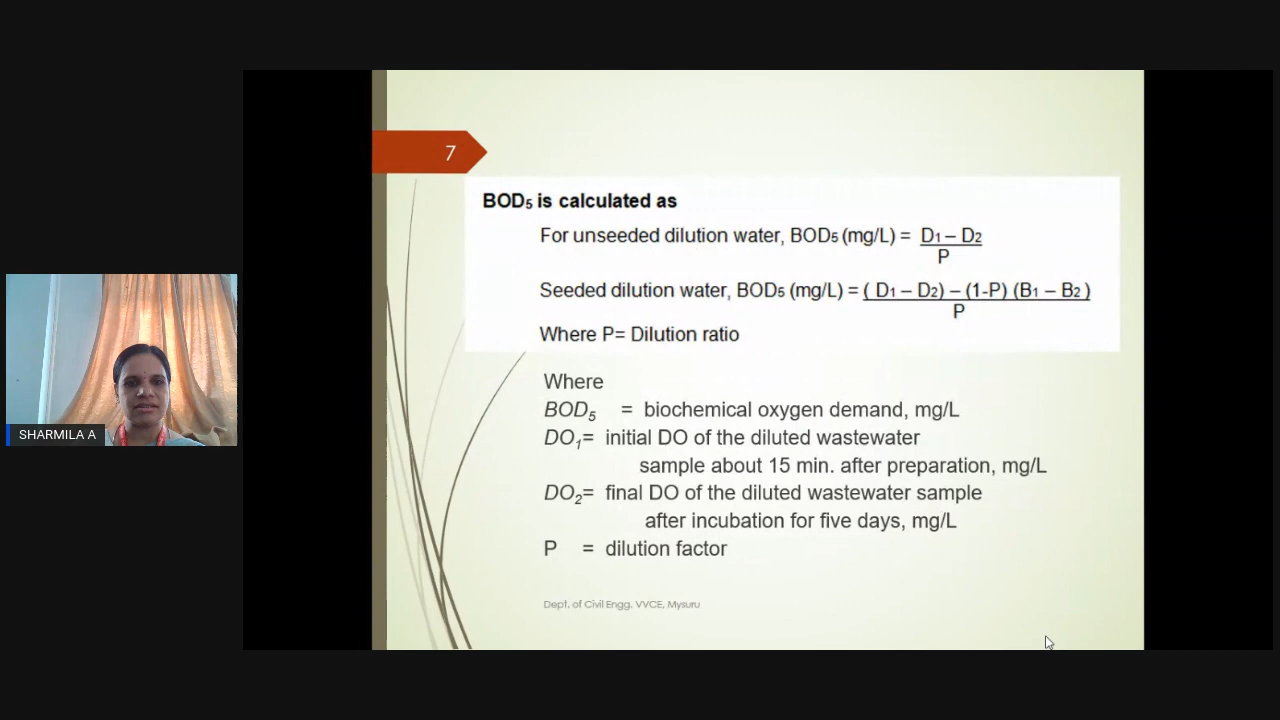 7
BOD₅ is calculated as
For unseeded dilution water, BOD₅ (mg/L) = D₁ – D₂
P
Seeded dilution water, BOD₅ (mg/L) = ( D₁ – D₂) – (1-P) (B₁ – B₂ )
P
Where P= Dilution ratio
Where
BOD₅ = biochemical oxygen demand, mg/L
DO₁= initial DO of the diluted wastewater
sample about 15 min. after preparation, mg/L
DO₂= final DO of the diluted wastewater sample
after incubation for five days, mg/L
P = dilution factor
Dept. of Civil Engg. VVCE, Mysuru
SHARMILA A